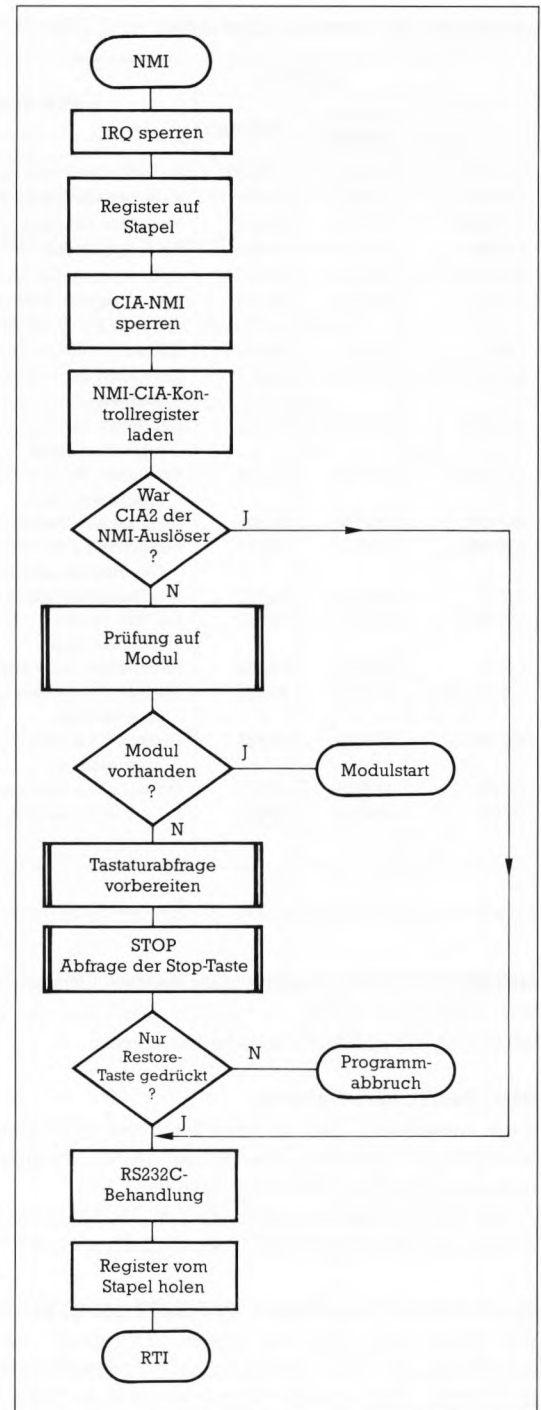 NMI
IRQ sperren
Register auf
Stapel
CIA-NMI
sperren
NMI-CIA-Kon-
trollregister
laden
War
CIA2 der
NMI-Auslöser
?
J
N
Prüfung auf
Modul
Modul
vorhanden
?
J
Modulstart
N
Tastaturabfrage
vorbereiten
STOP
Abfrage der Stop-Taste
Nur
Restore-
Taste gedrückt
?
N
Programm-
abbruch
J
RS232C-
Behandlung
Register vom
Stapel holen
RTI